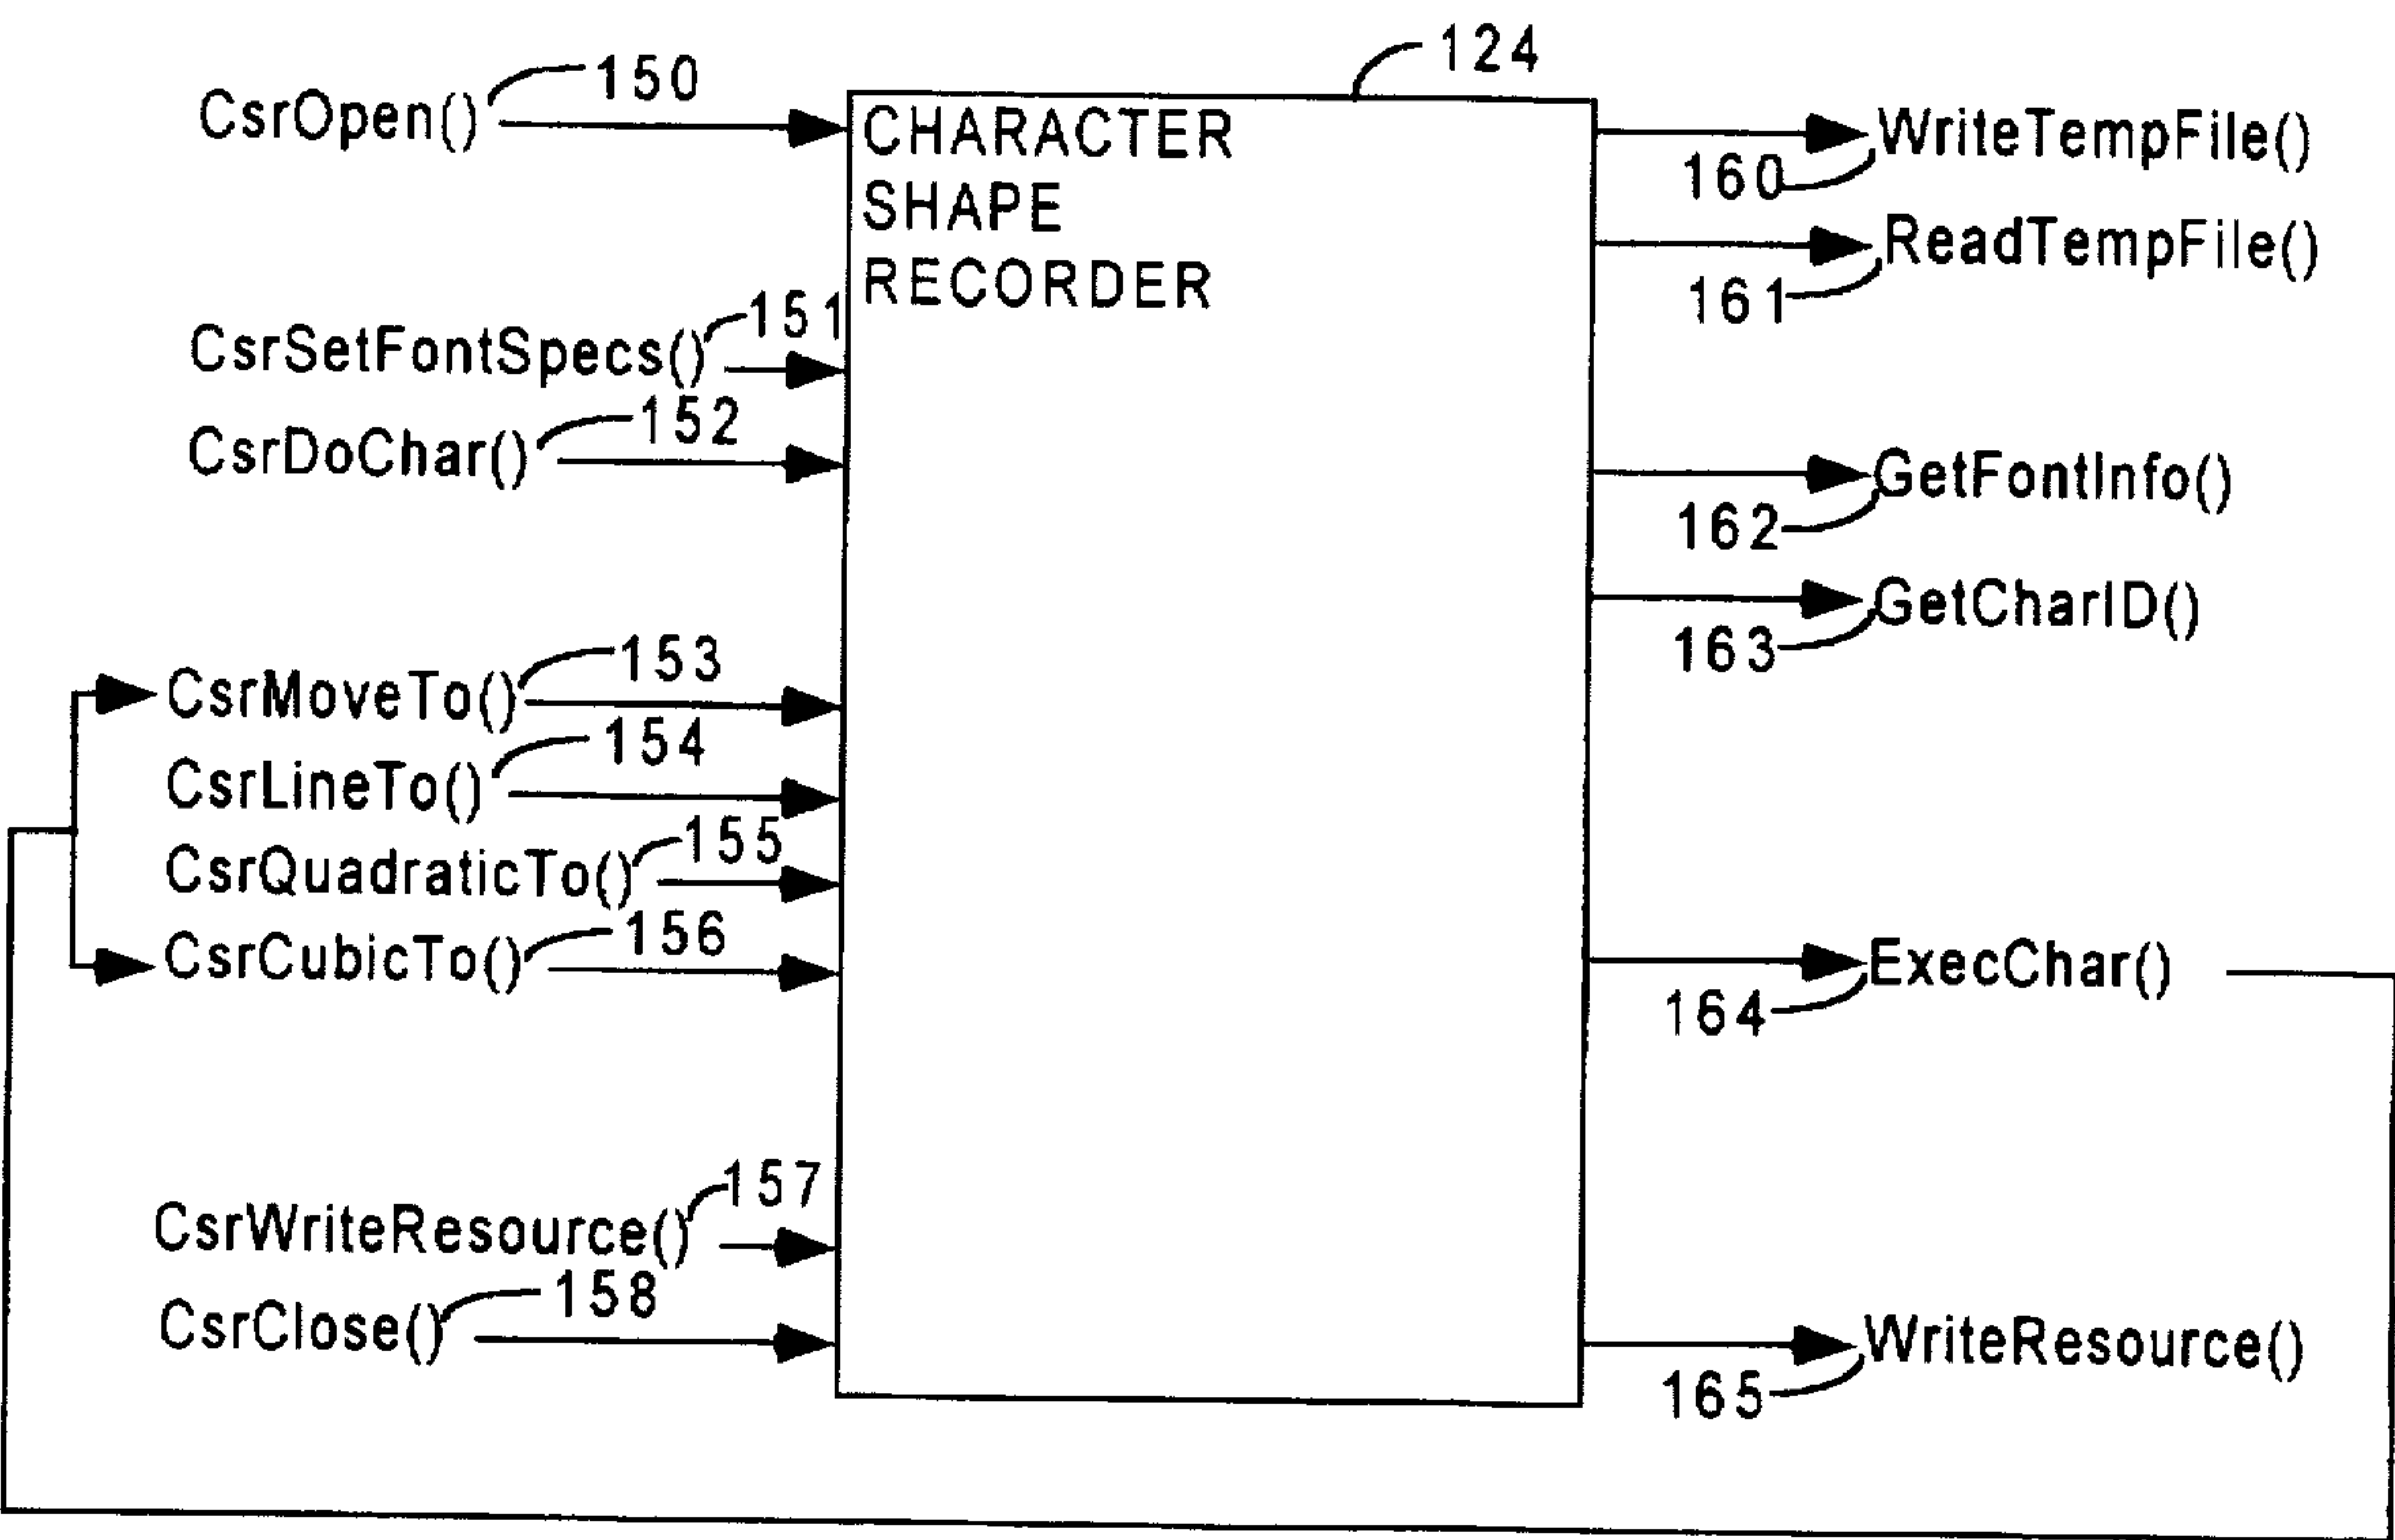 124
CsrOpen() 150
CHARACTER
SHAPE
RECORDER
WriteTempFile()
160
ReadTempFile()
161
CsrSetFontSpecs() 151
CsrDoChar() 152
GetFontInfo()
162
GetCharID()
163
CsrMoveTo() 153
CsrLineTo() 154
CsrQuadraticTo() 155
CsrCubicTo() 156
ExecChar()
164
CsrWriteResource() 157
CsrClose() 158
WriteResource()
165